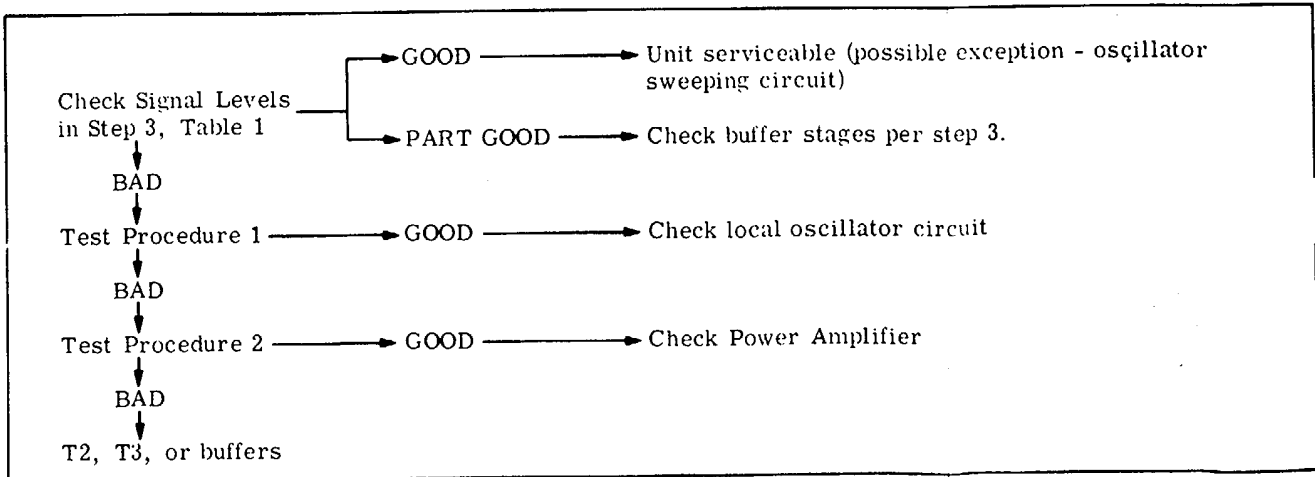 GOOD Unit serviceable (possible exception - oscillator
sweeping circuit)
Check Signal Levels
in Step 3, Table 1
PART GOOD Check buffer stages per step 3.
BAD
Test Procedure 1 GOOD Check local oscillator circuit
BAD
Test Procedure 2 GOOD Check Power Amplifier
BAD
T2, T3, or buffers